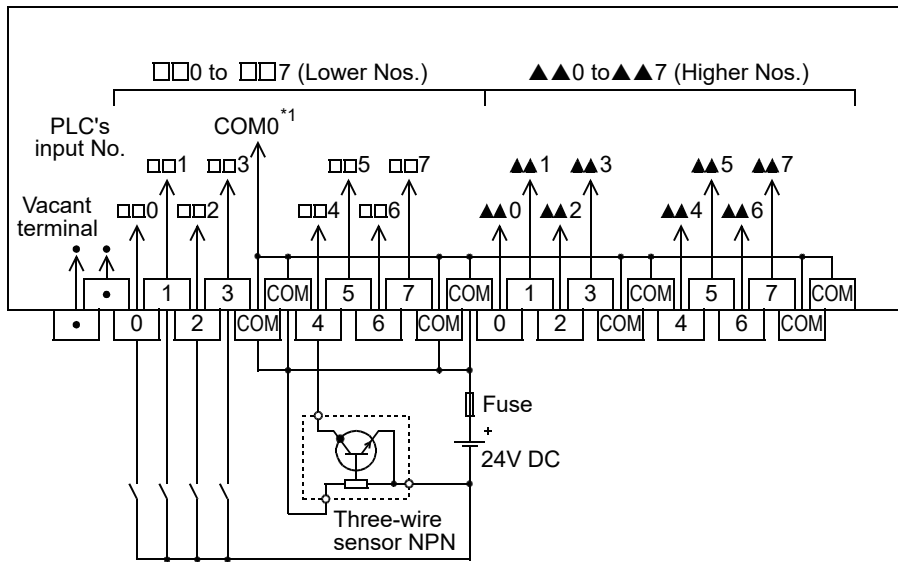 □□0 to □□7 (Lower Nos.) ▲▲0 to ▲▲7 (Higher Nos.)
PLC's
input No.
COM0*1
□□1 □□3 □□5 □□7 ▲▲1 ▲▲3 ▲▲5 ▲▲7
Vacant
terminal
□□0 □□2 □□4 □□6 ▲▲0 ▲▲2 ▲▲4 ▲▲6
• •
• 1 3 COM 5 7 COM 1 3 COM 5 7 COM
• 0 2 COM 4 6 COM 0 2 COM 4 6 COM
Fuse
+
24V DC
Three-wire
sensor NPN